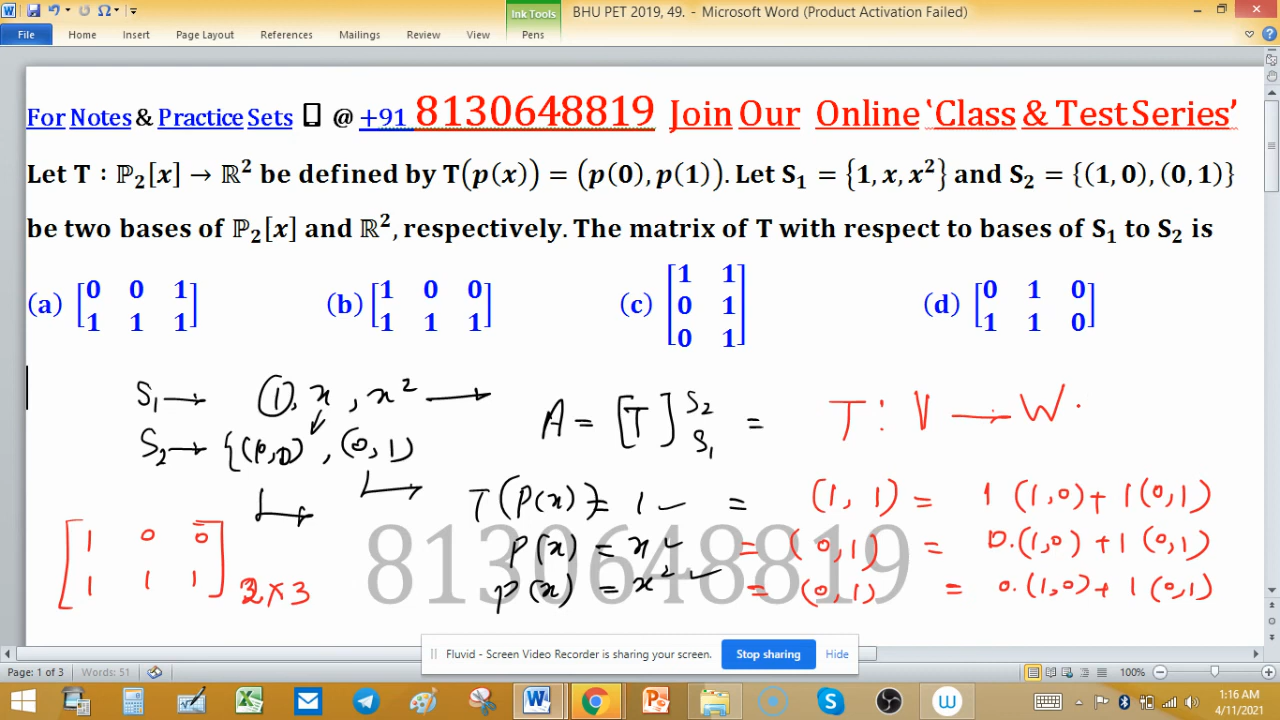 BHU PET 2019, 49. - Microsoft Word (Product Activation Failed)
Ink Tools
File Home Insert Page Layout References Mailings Review View Pens
For Notes & Practice Sets @ +91 8130648819 Join Our Online 'Class & Test Series'
Let T : ℙ₂[x] → ℝ² be defined by T(p(x)) = (p(0), p(1)). Let S₁ = {1, x, x²} and S₂ = {(1, 0), (0, 1)}
be two bases of ℙ₂[x] and ℝ², respectively. The matrix of T with respect to bases of S₁ to S₂ is
(a) [0 0 1; 1 1 1] (b) [1 0 0; 1 1 1] (c) [1 1; 0 1; 0 1] (d) [0 1 0; 1 1 0]
S₁ → 1, x, x² →
A = [T]^S₂_S₁ =
T : V → W.
S₂ → {(1,0), (0, 1)
T(P(x)) = 1 = (1, 1) = 1 (1,0) + 1 (0,1)
P(x) = x = (0,1) = 0.(1,0) + 1 (0,1)
P(x) = x² = (0,1) = 0.(1,0) + 1 (0,1)
[1 0 0; 1 1 1] 2×3
8130648819
Fluvid - Screen Video Recorder is sharing your screen. Stop sharing Hide
Page: 1 of 3 Words: 51 100%
1:16 AM
4/11/2021